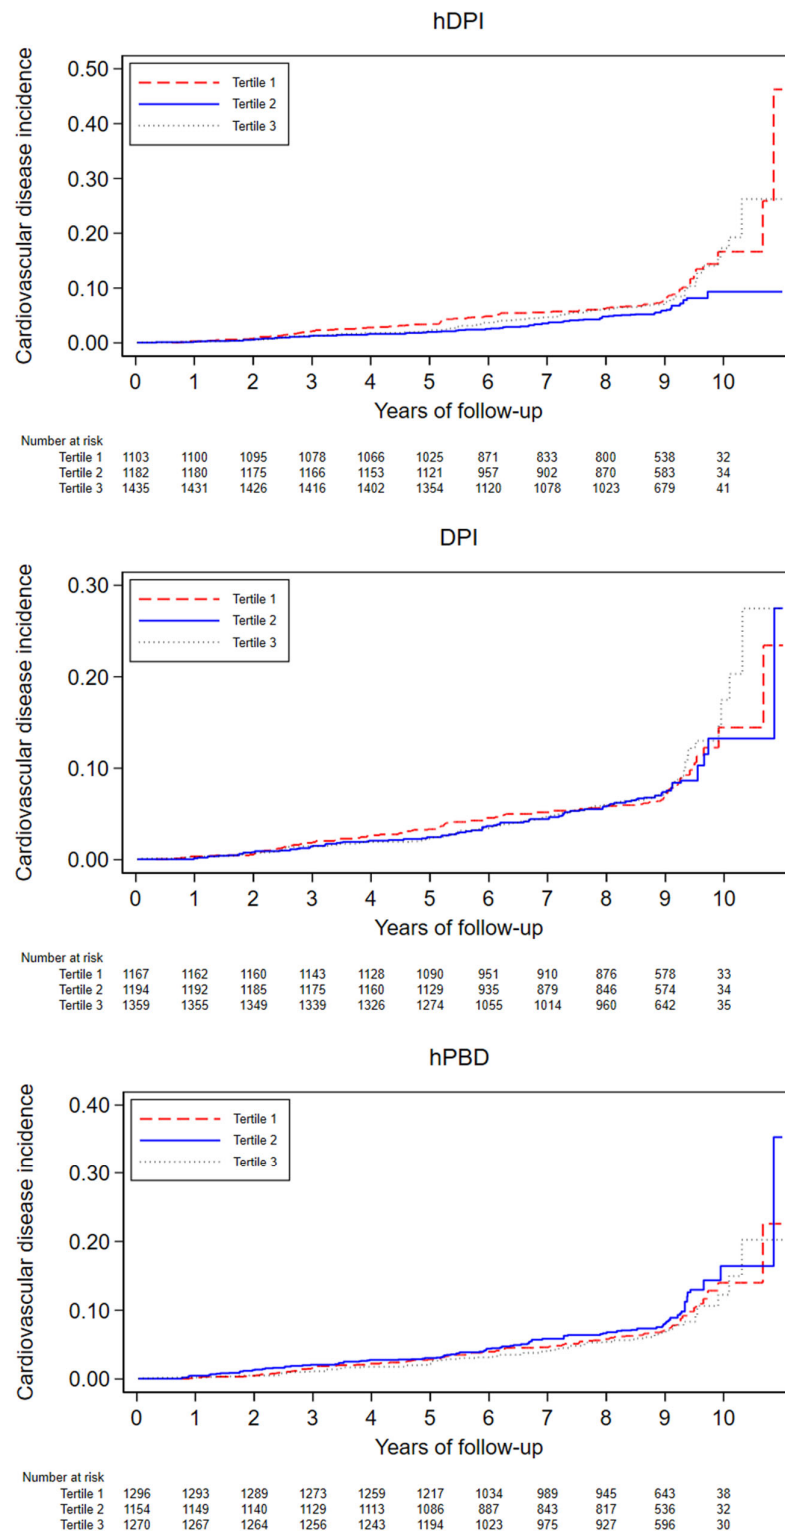 hDPI
Cardiovascular disease incidence
0.50
0.40
0.30
0.20
0.10
0.00
Tertile 1
Tertile 2
Tertile 3
0 1 2 3 4 5 6 7 8 9 10
Years of follow-up
Number at risk
Tertile 1 1103 1100 1095 1078 1066 1025 871 833 800 538 32
Tertile 2 1182 1180 1175 1166 1153 1121 957 902 870 583 34
Tertile 3 1435 1431 1426 1416 1402 1354 1120 1078 1023 679 41
DPI
Cardiovascular disease incidence
0.30
0.20
0.10
0.00
Tertile 1
Tertile 2
Tertile 3
0 1 2 3 4 5 6 7 8 9 10
Years of follow-up
Number at risk
Tertile 1 1167 1162 1160 1143 1128 1090 951 910 876 578 33
Tertile 2 1194 1192 1185 1175 1160 1129 935 879 846 574 34
Tertile 3 1359 1355 1349 1339 1326 1274 1055 1014 960 642 35
hPBD
Cardiovascular disease incidence
0.40
0.30
0.20
0.10
0.00
Tertile 1
Tertile 2
Tertile 3
0 1 2 3 4 5 6 7 8 9 10
Years of follow-up
Number at risk
Tertile 1 1296 1293 1289 1273 1259 1217 1034 989 945 643 38
Tertile 2 1154 1149 1140 1129 1113 1086 887 843 817 536 32
Tertile 3 1270 1267 1264 1256 1243 1194 1023 975 927 596 30